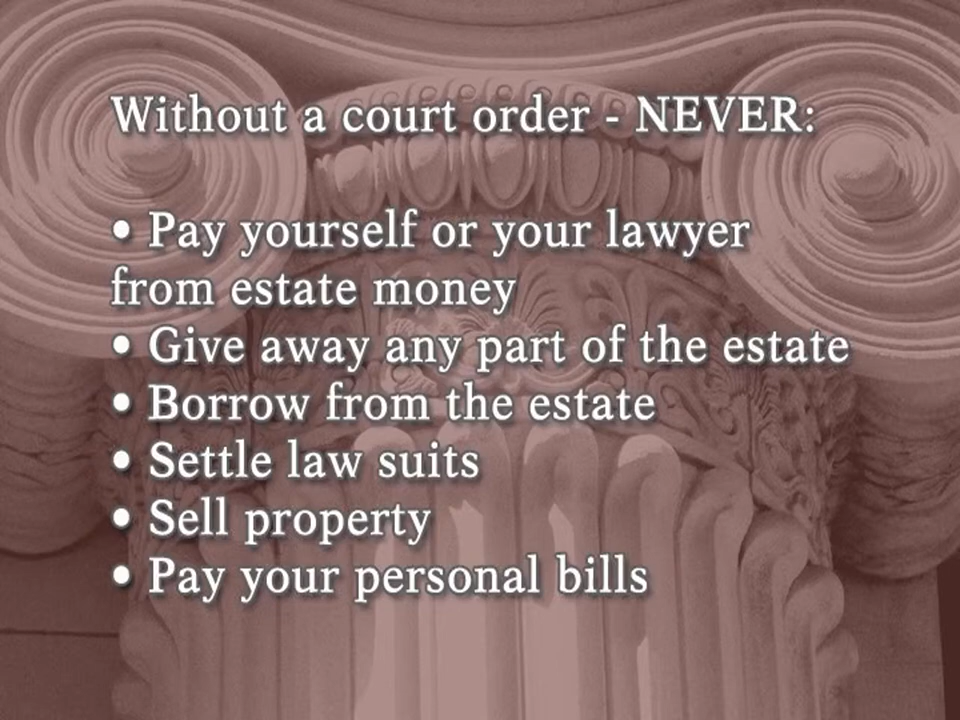 Without a court order - NEVER:
• Pay yourself or your lawyer
from estate money
• Give away any part of the estate
• Borrow from the estate
• Settle law suits
• Sell property
• Pay your personal bills